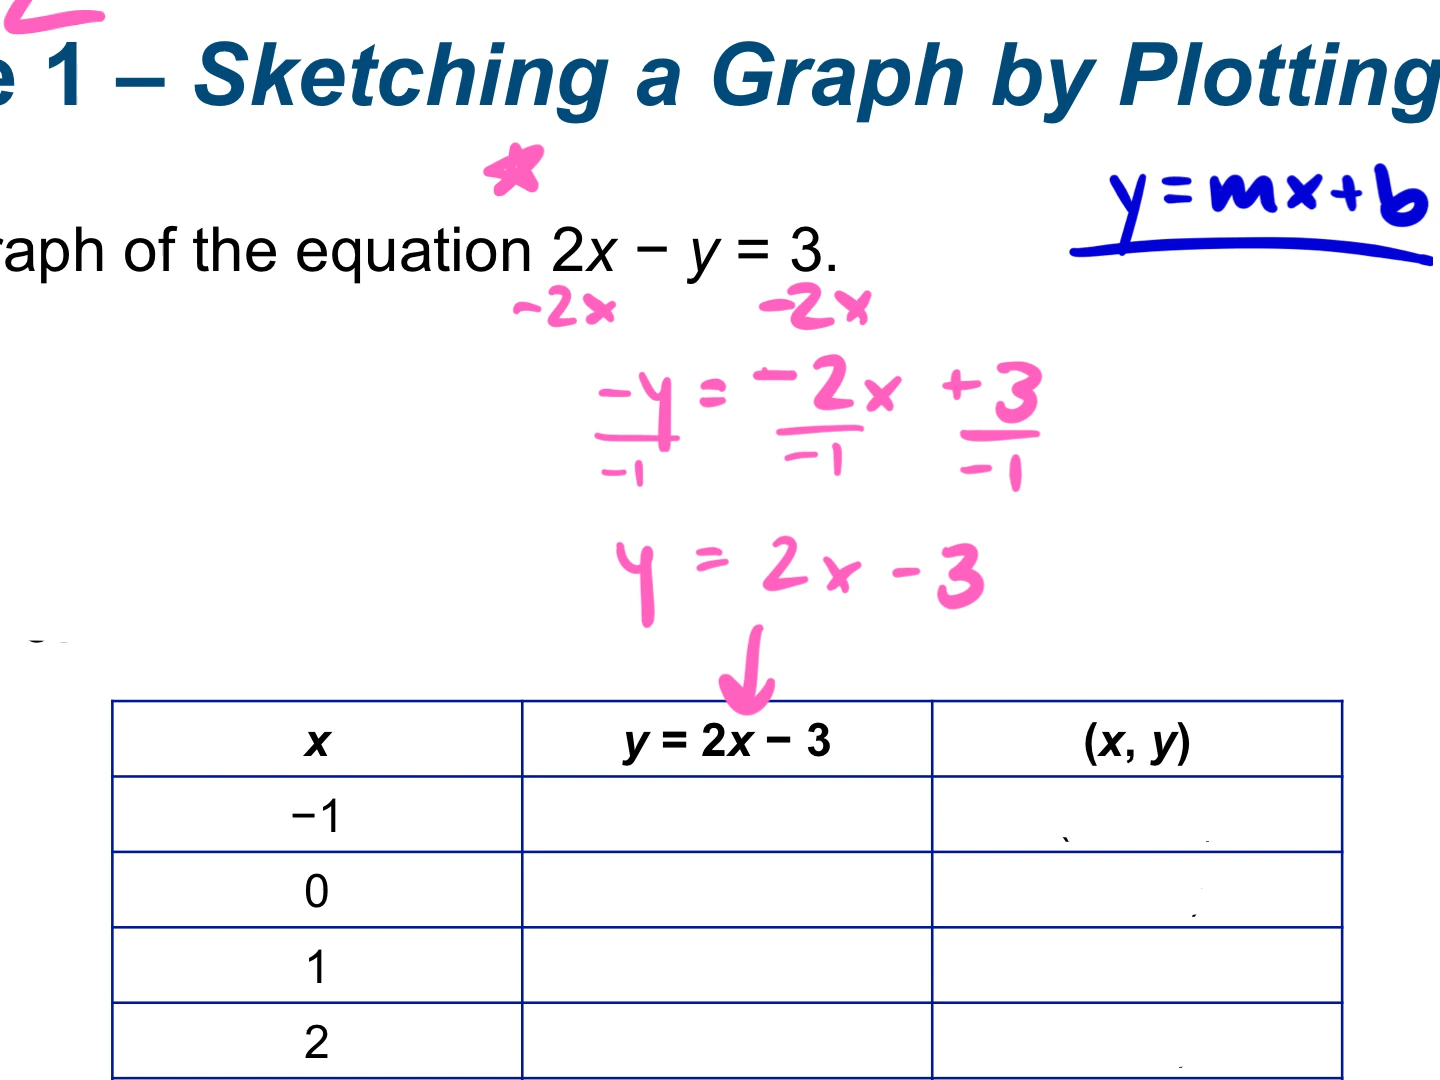 e 1 – Sketching a Graph by Plotting
y=mx+b
raph of the equation 2x − y = 3.
-2x -2x
-y = -2x +3
-1 -1 -1
y = 2x - 3
x y = 2x − 3 (x, y)
−1
0
1
2